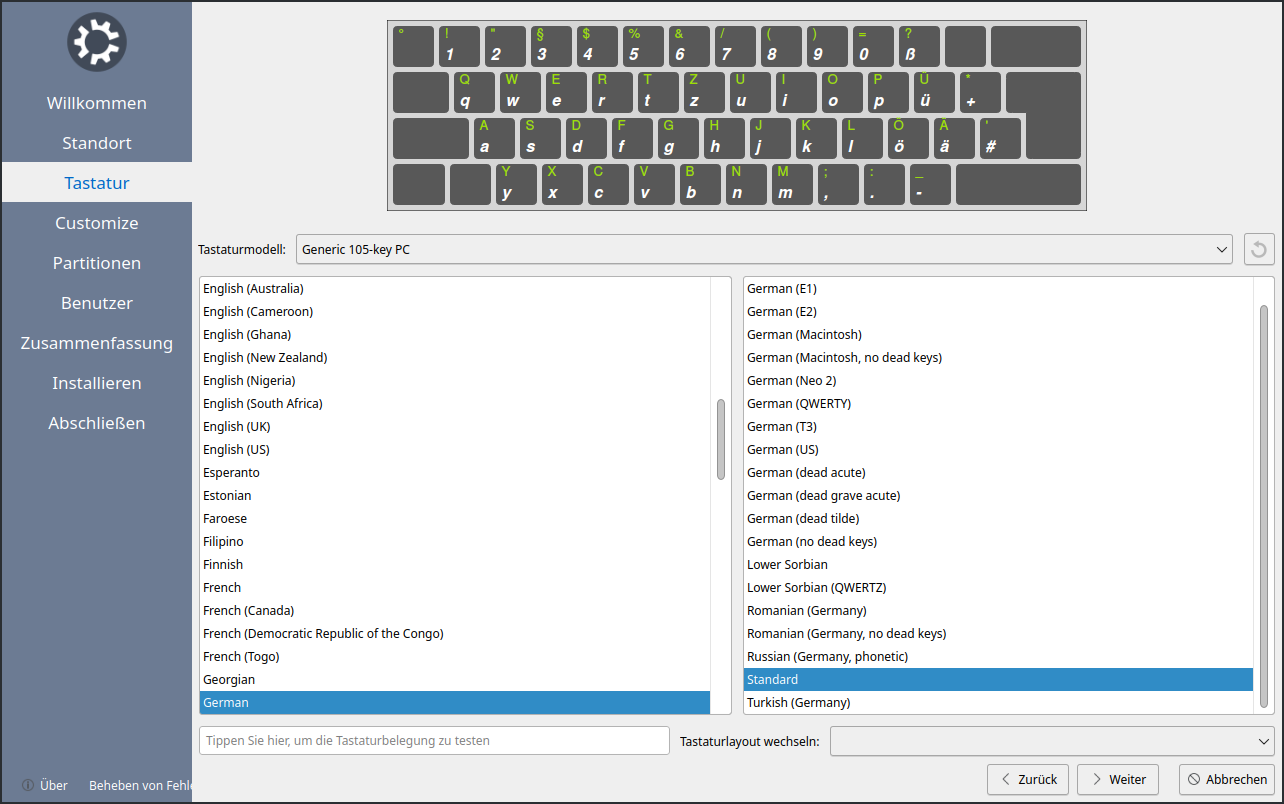 Willkommen
Standort
Tastatur
Customize
Partitionen
Benutzer
Zusammenfassung
Installieren
Abschließen
Über
Beheben von Fehle
° ! " § $ % & / ( ) = ?
1 2 3 4 5 6 7 8 9 0 ß
Q W E R T Z U I O P Ü *
q w e r t z u i o p ü +
A S D F G H J K L Ö Ä '
a s d f g h j k l ö ä #
Y X C V B N M ; : _
y x c v b n m , . -
Tastaturmodell: Generic 105-key PC
English (Australia)
English (Cameroon)
English (Ghana)
English (New Zealand)
English (Nigeria)
English (South Africa)
English (UK)
English (US)
Esperanto
Estonian
Faroese
Filipino
Finnish
French
French (Canada)
French (Democratic Republic of the Congo)
French (Togo)
Georgian
German
German (E1)
German (E2)
German (Macintosh)
German (Macintosh, no dead keys)
German (Neo 2)
German (QWERTY)
German (T3)
German (US)
German (dead acute)
German (dead grave acute)
German (dead tilde)
German (no dead keys)
Lower Sorbian
Lower Sorbian (QWERTZ)
Romanian (Germany)
Romanian (Germany, no dead keys)
Russian (Germany, phonetic)
Standard
Turkish (Germany)
Tippen Sie hier, um die Tastaturbelegung zu testen
Tastaturlayout wechseln:
Zurück
Weiter
Abbrechen